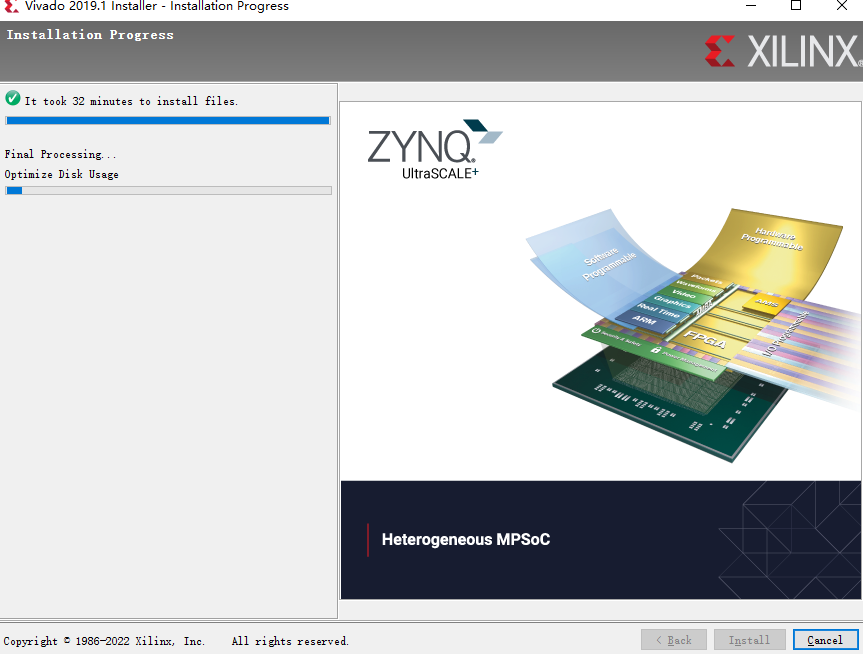 Vivado 2019.1 Installer - Installation Progress
Installation Progress
XILINX
It took 32 minutes to install files.
Final Processing...
Optimize Disk Usage
ZYNQ
UltraSCALE+
Software
Programmable
Hardware
Programmable
Packets
Waveforms
Video
Graphics
Real Time
ARM
FPGA
Security & Safety
Power Management
Heterogeneous MPSoC
Copyright © 1986-2022 Xilinx, Inc. All rights reserved.
< Back
Install
Cancel